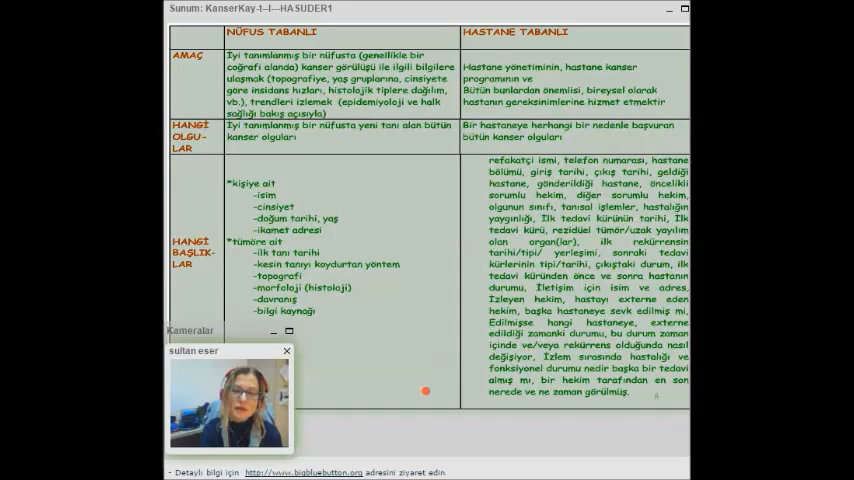 Sunum: KanserKay-t--I---HASUDER1
NÜFUS TABANLI
HASTANE TABANLI
AMAÇ
İyi tanımlanmış bir nüfusta (genellikle bir
coğrafi alanda) kanser görülüşü ile ilgili bilgilere
ulaşmak (topografiye, yaş gruplarına, cinsiyete
göre insidans hızları, histolojik tiplere dağılım,
vb.), trendleri izlemek (epidemiyoloji ve halk
sağlığı bakış açısıyla)
Hastane yönetiminin, hastane kanser
programının ve
Bütün bunlardan önemlisi, bireysel olarak
hastanın gereksinimlerine hizmet etmektir
HANGİ
OLGU-
LAR
İyi tanımlanmış bir nüfusta yeni tanı alan bütün
kanser olguları
Bir hastaneye herhangi bir nedenle başvuran
bütün kanser olguları
HANGİ
BAŞLIK-
LAR
*kişiye ait
-isim
-cinsiyet
-doğum tarihi, yaş
-ikamet adresi
*tümöre ait
-ilk tanı tarihi
-kesin tanıyı koydurtan yöntem
-topografi
-morfoloji (histoloji)
-davranış
-bilgi kaynağı
refakatçi ismi, telefon numarası, hastane
bölümü, giriş tarihi, çıkış tarihi, geldiği
hastane, gönderildiği hastane, öncelikli
sorumlu hekim, diğer sorumlu hekim,
olgunun sınıfı, tanısal işlemler, hastalığın
yaygınlığı, İlk tedavi kürünün tarihi, İlk
tedavi kürü, rezidüel tümör/uzak yayılım
olan organ(lar), ilk rekürrensin
tarihi/tipi/ yerleşimi, sonraki tedavi
kürlerinin tipi/tarihi, çıkıştaki durum, ilk
tedavi küründen önce ve sonra hastanın
durumu, İletişim için isim ve adres,
İzleyen hekim, hastayı externe eden
hekim, başka hastaneye sevk edilmiş mi,
Edilmişse hangi hastaneye, externe
edildiği zamanki durumu, bu durum zaman
içinde ve/veya rekürrens olduğunda nasıl
değişiyor, İzlem sırasında hastalığı ve
fonksiyonel durumu nedir başka bir tedavi
almış mı, bir hekim tarafından en son
nerede ve ne zaman görülmüş.
8
Kameralar
sultan eser
- Detaylı bilgi için http://www.bigbluebutton.org adresini ziyaret edin